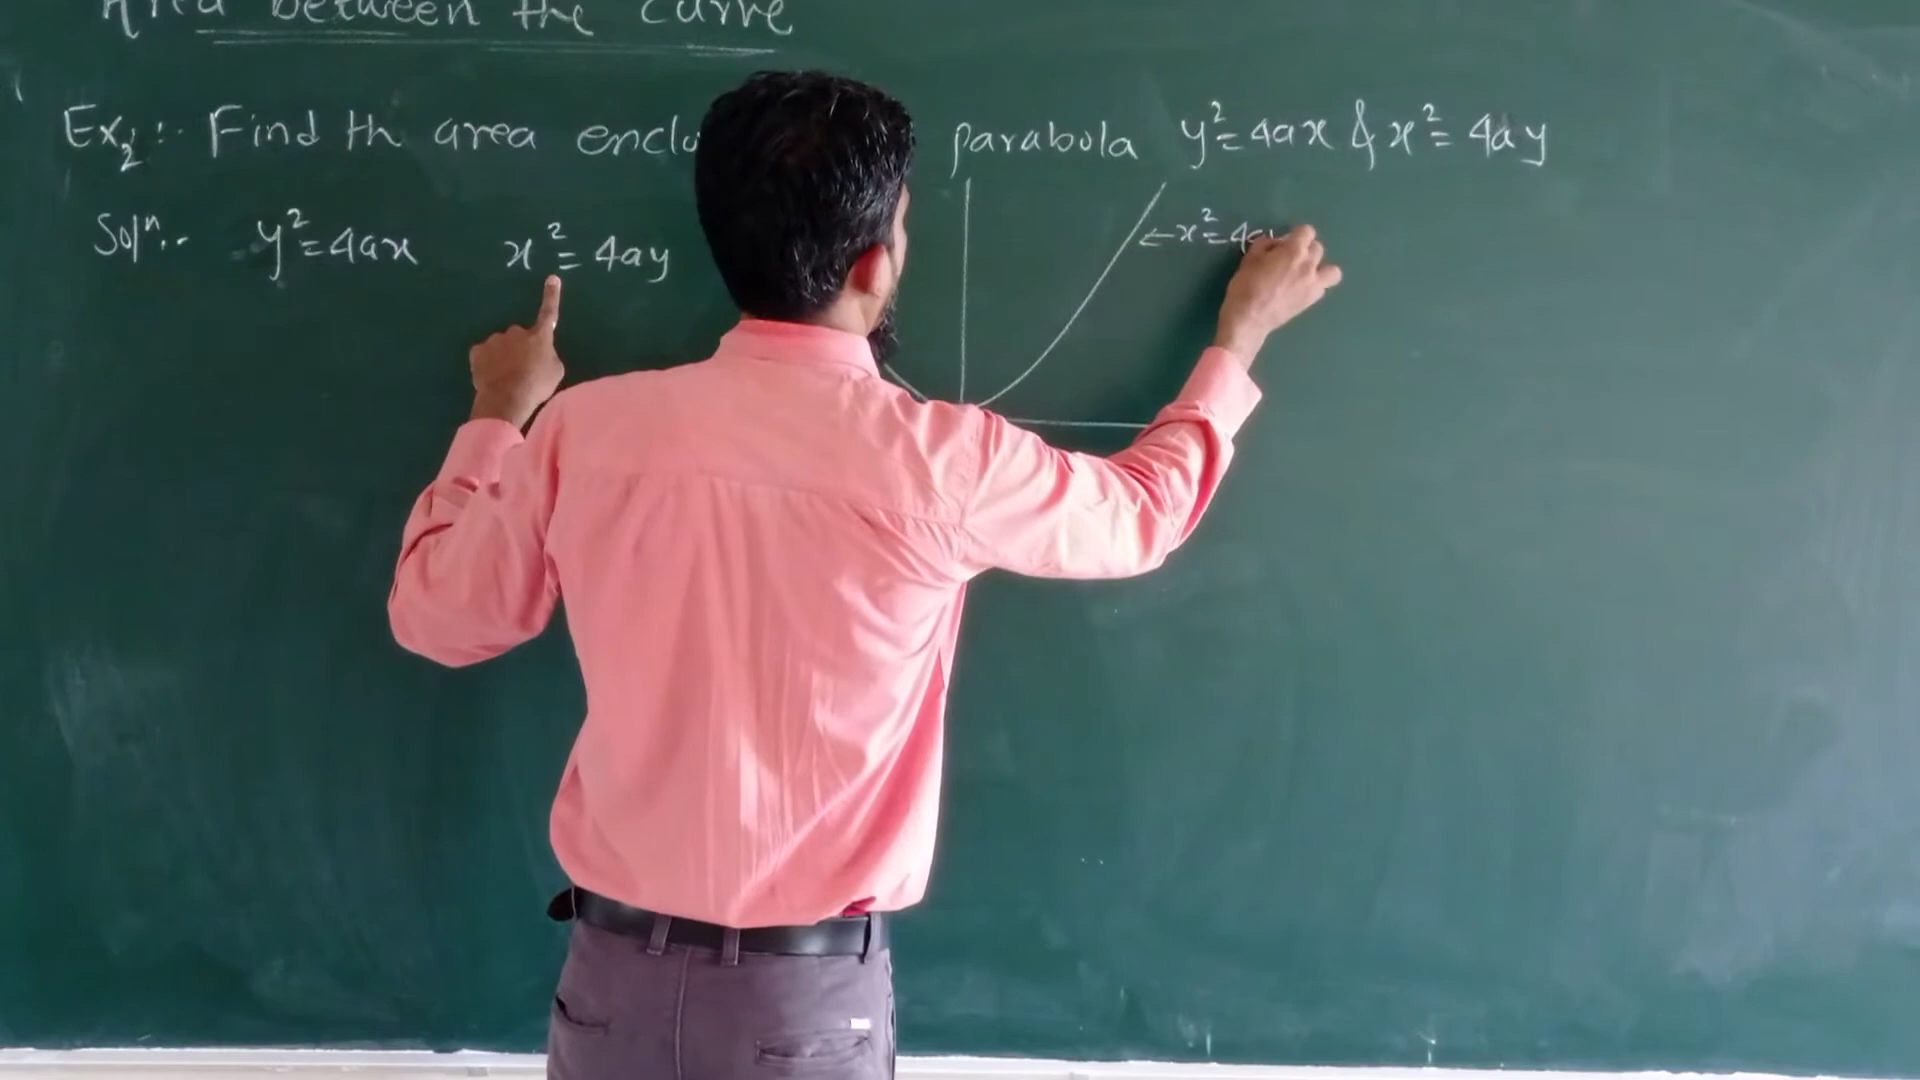 Area between the curve
Ex2:- Find th area enclo parabola y²=4ax & x²=4ay
Solⁿ:- y²=4ax x²=4ay
←x²=4ay